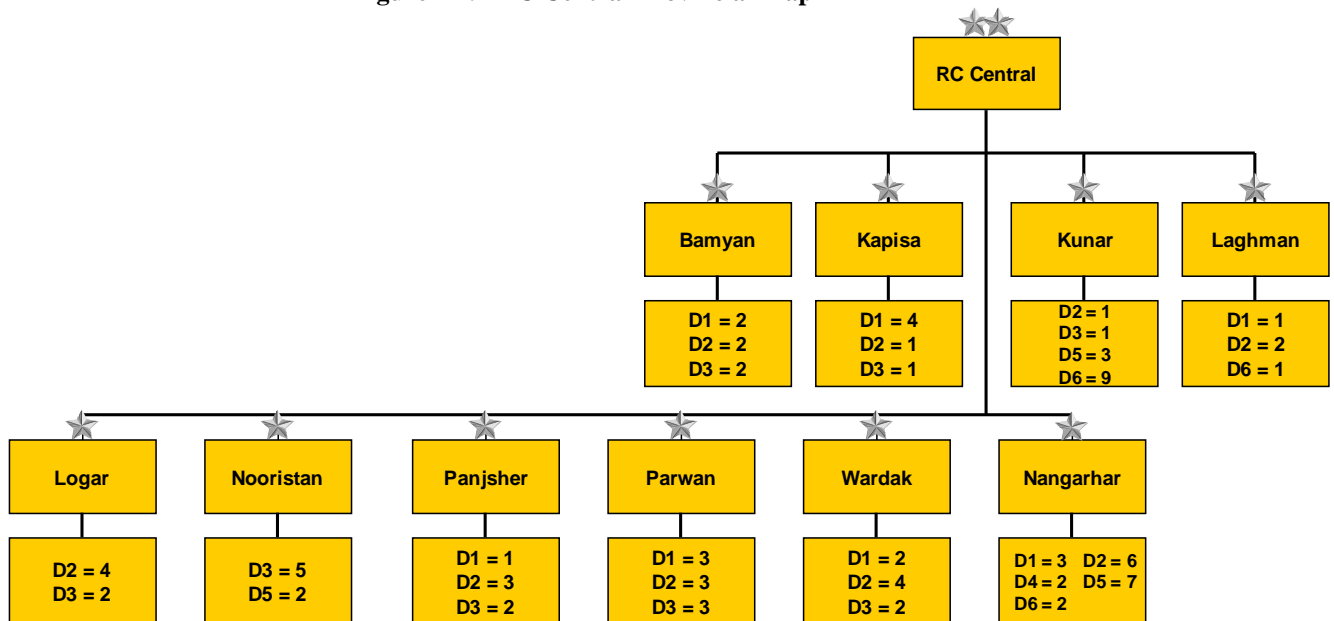 RC Central
Bamyan
Kapisa
Kunar
Laghman
D1 = 2
D2 = 2
D3 = 2
D1 = 4
D2 = 1
D3 = 1
D2 = 1
D3 = 1
D5 = 3
D6 = 9
D1 = 1
D2 = 2
D6 = 1
Logar
Nooristan
Panjsher
Parwan
Wardak
Nangarhar
D2 = 4
D3 = 2
D3 = 5
D5 = 2
D1 = 1
D2 = 3
D3 = 2
D1 = 3
D2 = 3
D3 = 3
D1 = 2
D2 = 4
D3 = 2
D1 = 3 D2 = 6
D4 = 2 D5 = 7
D6 = 2